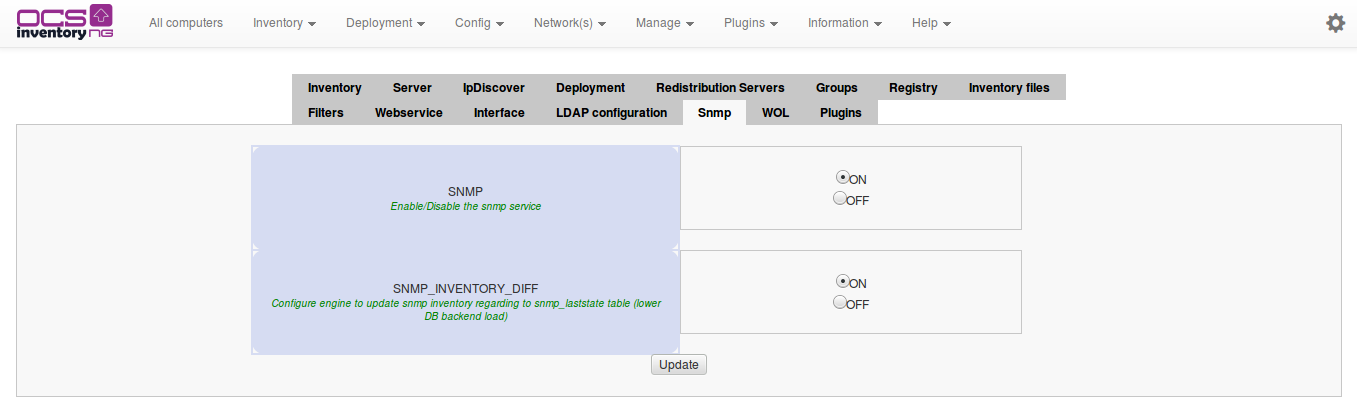 OCS
inventory NG
All computers Inventory Deployment Config Network(s) Manage Plugins Information Help
Inventory Server IpDiscover Deployment Redistribution Servers Groups Registry Inventory files
Filters Webservice Interface LDAP configuration Snmp WOL Plugins
SNMP
Enable/Disable the snmp service
ON
OFF
SNMP_INVENTORY_DIFF
Configure engine to update snmp inventory regarding to snmp_laststate table (lower
DB backend load)
ON
OFF
Update